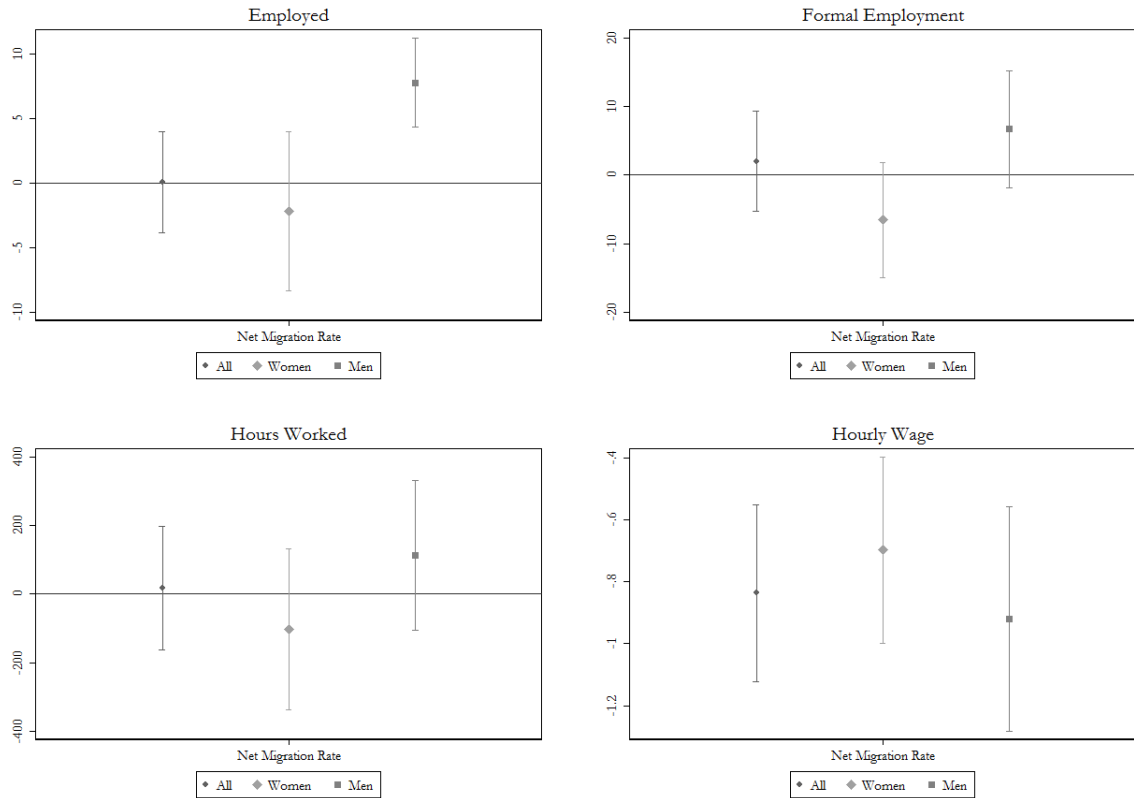 Employed
10
5
0
-5
-10
Net Migration Rate
All Women Men
Formal Employment
20
10
0
-10
-20
Net Migration Rate
All Women Men
Hours Worked
400
200
0
-200
-400
Net Migration Rate
All Women Men
Hourly Wage
-.4
-.6
-.8
-1
-1.2
Net Migration Rate
All Women Men